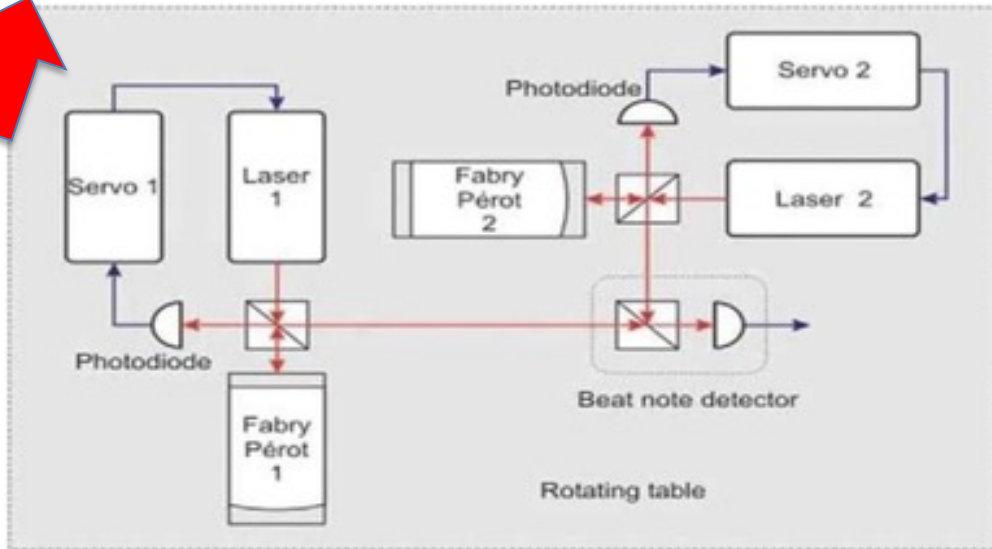 Photodiode
Servo 2
Servo 1
Laser
1
Fabry
Pérot
2
Laser 2
Photodiode
Beat note detector
Fabry
Pérot
1
Rotating table